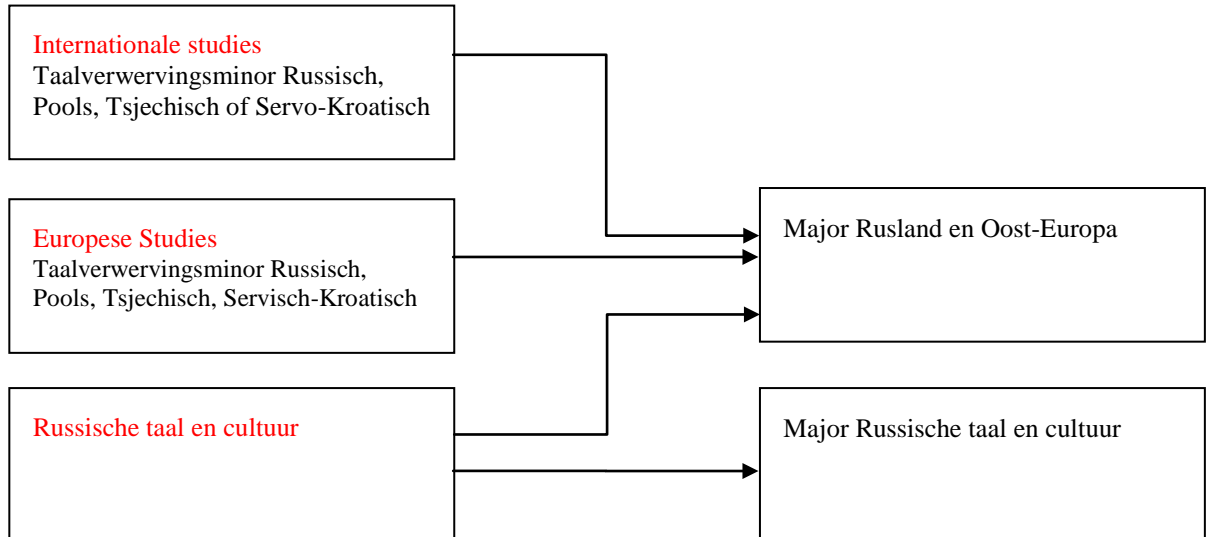 Internationale studies
Taalverwervingsminor Russisch,
Pools, Tsjechisch of Servo-Kroatisch
Europese Studies
Taalverwervingsminor Russisch,
Pools, Tsjechisch, Servisch-Kroatisch
Major Rusland en Oost-Europa
Russische taal en cultuur
Major Russische taal en cultuur